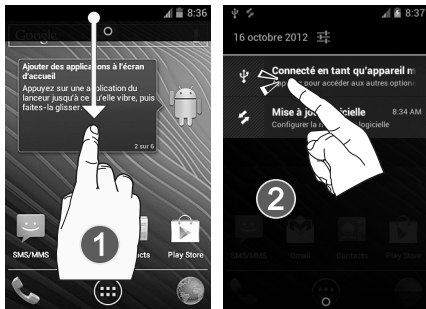 8:36
Google
Ajouter des applications à l'écran
d'accueil
Appuyez sur une application du
lanceur jusqu'à ce qu'elle vibre, puis
faites-la glisser.
2 sur 6
1
SMS/MMS
cts
Play Store
8:37
16 octobre 2012
Connecté en tant qu'appareil m
pour accéder aux autres option
Mise à jour logicielle
8:34 AM
Configurer la logicielle
2
SMS/MMS
Gmail
Contacts
Play Store